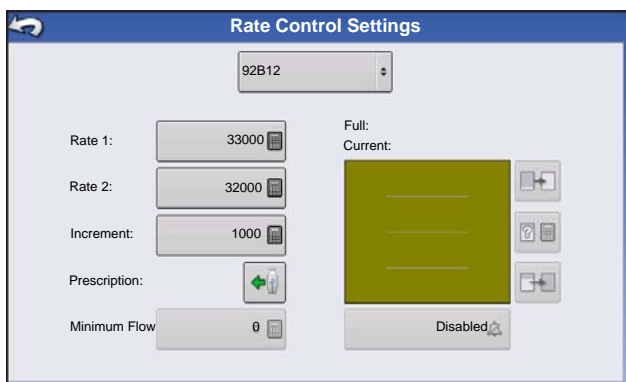 Rate Control Settings
92B12
Rate 1:
33000
Rate 2:
32000
Increment:
1000
Prescription:
Minimum Flow
0
Full:
Current:
?
Disabled